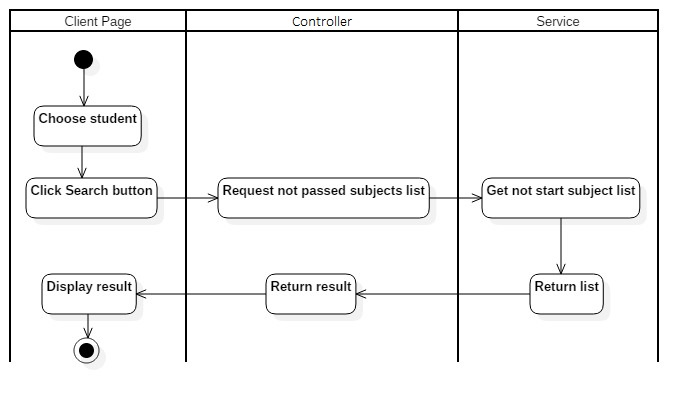 Client Page
Controller
Service
Choose student
Click Search button
Request not passed subjects list
Get not start subject list
Display result
Return result
Return list